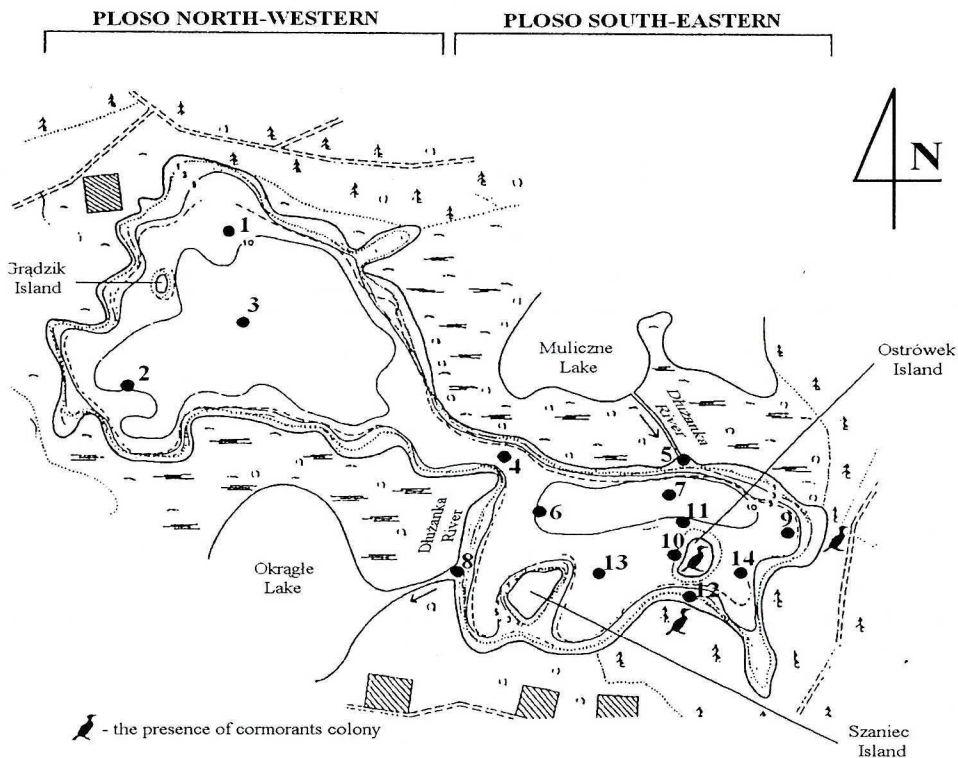 PLOSO NORTH-WESTERN
PLOSO SOUTH-EASTERN
N
1
10
Grądzik
Island
3
2
Muliczne
Lake
Ostrówek
Island
Dłużanka
River
4
5
7
6
11
9
10
Dłużanka
River
8
13
14
12
Okrągłe
Lake
- the presence of cormorants colony
Szaniec
Island